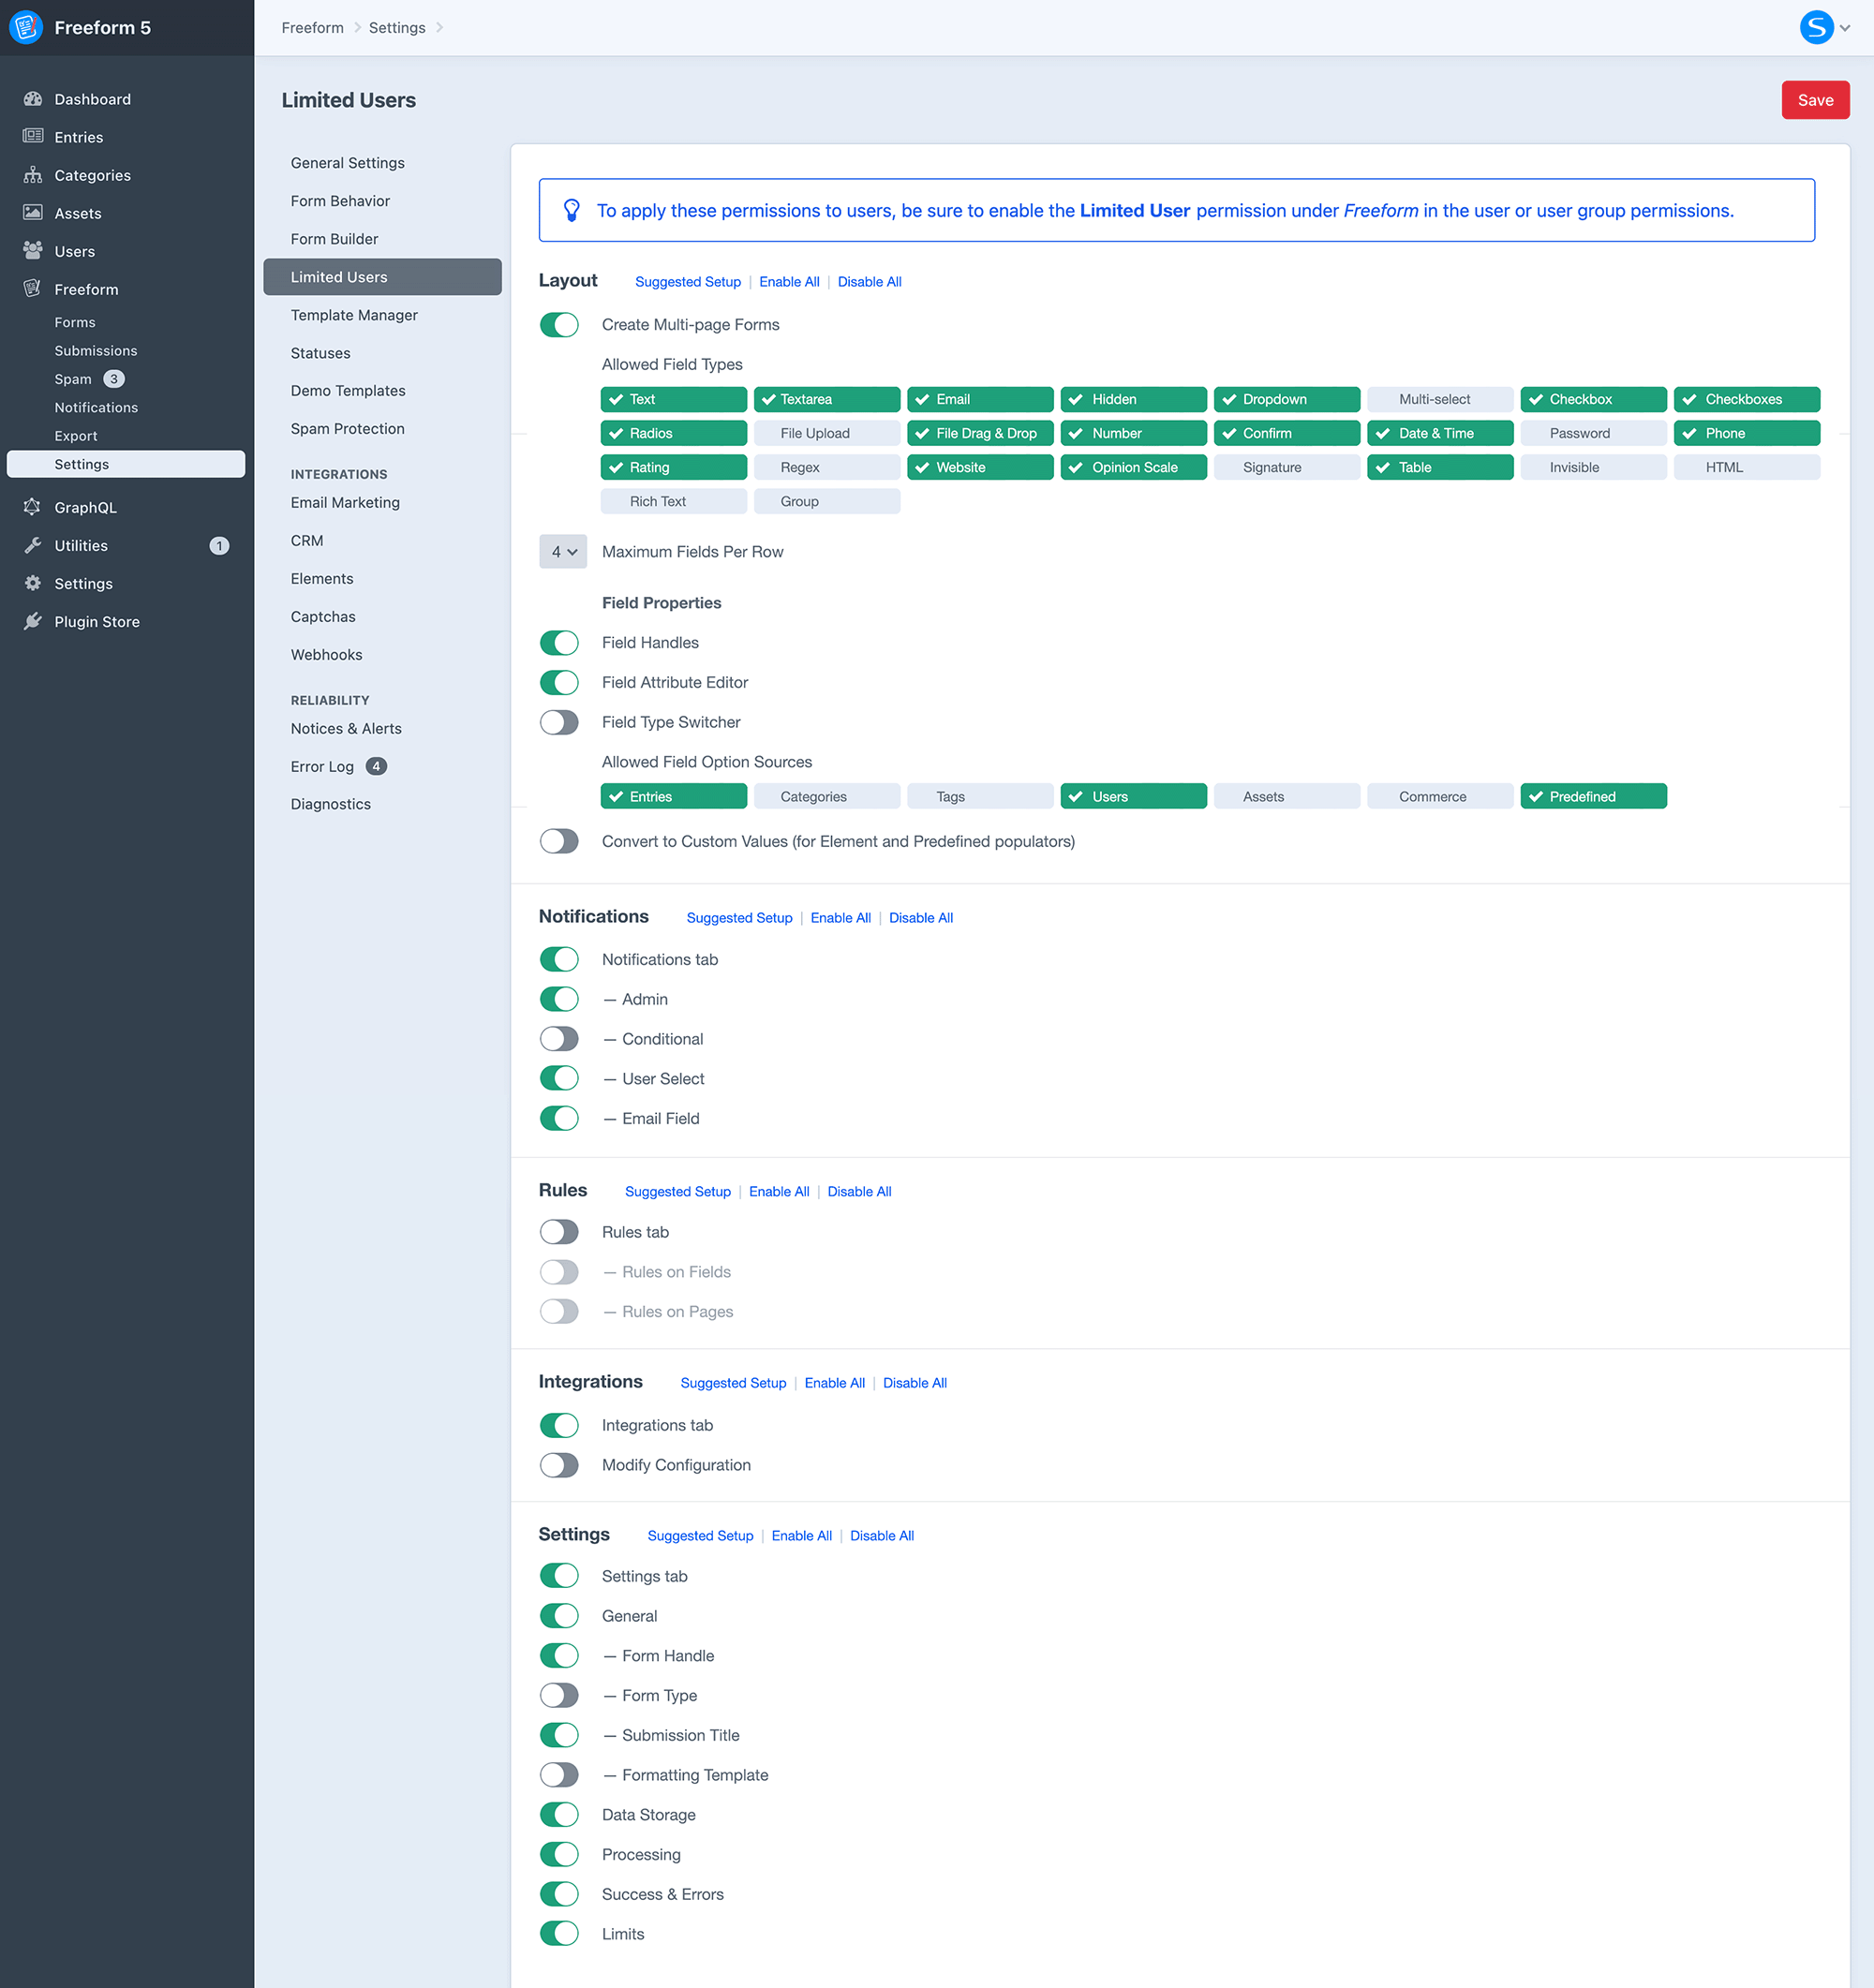 Freeform 5
Freeform
Settings
S
Dashboard
Entries
Categories
Assets
Users
Freeform
Forms
Submissions
Spam 3
Notifications
Export
Settings
GraphQL
Utilities 1
Settings
Plugin Store
Limited Users
Save
General Settings
Form Behavior
Form Builder
Limited Users
Template Manager
Statuses
Demo Templates
Spam Protection
INTEGRATIONS
Email Marketing
CRM
Elements
Captchas
Webhooks
RELIABILITY
Notices & Alerts
Error Log 4
Diagnostics
To apply these permissions to users, be sure to enable the Limited User permission under Freeform in the user or user group permissions.
Layout Suggested Setup | Enable All | Disable All
Create Multi-page Forms
Allowed Field Types
Text Textarea Email Hidden Dropdown Multi-select Checkbox Checkboxes
Radios File Upload File Drag & Drop Number Confirm Date & Time Password Phone
Rating Regex Website Opinion Scale Signature Table Invisible HTML
Rich Text Group
4 Maximum Fields Per Row
Field Properties
Field Handles
Field Attribute Editor
Field Type Switcher
Allowed Field Option Sources
Entries Categories Tags Users Assets Commerce Predefined
Convert to Custom Values (for Element and Predefined populators)
Notifications Suggested Setup | Enable All | Disable All
Notifications tab
— Admin
— Conditional
— User Select
— Email Field
Rules Suggested Setup | Enable All | Disable All
Rules tab
— Rules on Fields
— Rules on Pages
Integrations Suggested Setup | Enable All | Disable All
Integrations tab
Modify Configuration
Settings Suggested Setup | Enable All | Disable All
Settings tab
General
— Form Handle
— Form Type
— Submission Title
— Formatting Template
Data Storage
Processing
Success & Errors
Limits